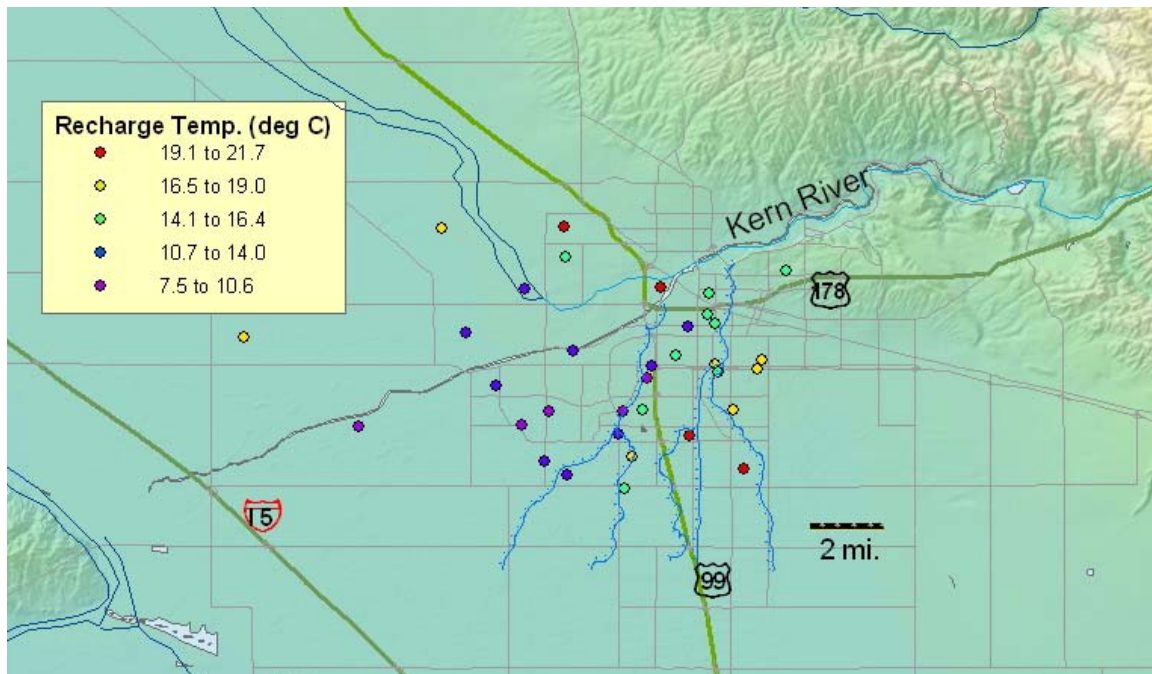 Recharge Temp. (deg C)
19.1 to 21.7
16.5 to 19.0
14.1 to 16.4
10.7 to 14.0
7.5 to 10.6
Kern River
178
I 5
2 mi.
99